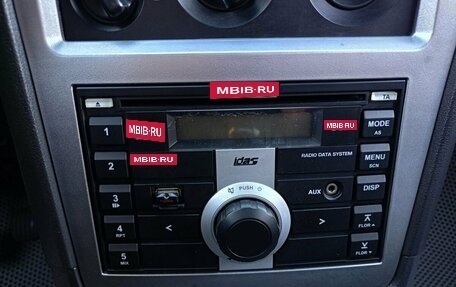 MBIB·RU
TA
1
MBIB·RU
MBIB·RU
MODE
AS
2
MBIB·RU
idas
RADIO DATA SYSTEM
MENU
SCN
PUSH
AUX
DISP
3
4
RPT
<
>
FLDR
5
MIX
FLDR